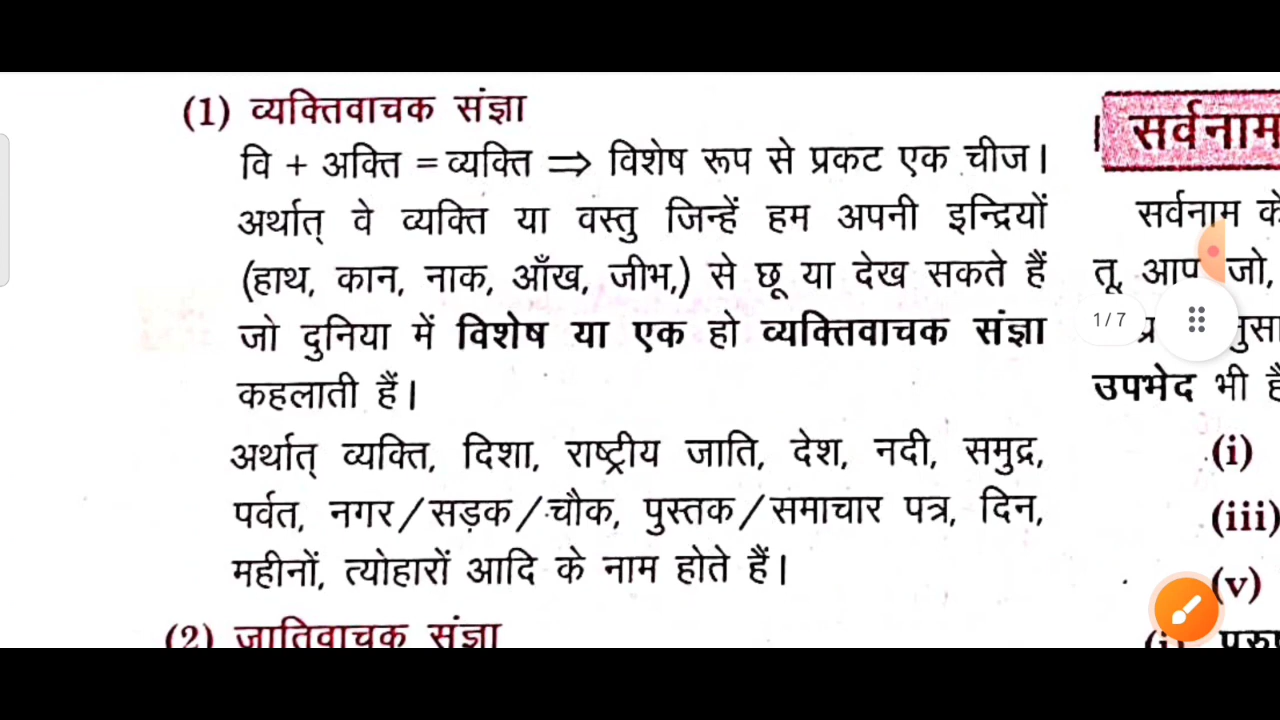 (1) व्यक्तिवाचक संज्ञा
वि + अक्ति = व्यक्ति ⇒ विशेष रूप से प्रकट एक चीज।
अर्थात् वे व्यक्ति या वस्तु जिन्हें हम अपनी इन्द्रियों
(हाथ, कान, नाक, आँख, जीभ,) से छू या देख सकते हैं
जो दुनिया में विशेष या एक हो व्यक्तिवाचक संज्ञा
कहलाती हैं।
अर्थात् व्यक्ति, दिशा, राष्ट्रीय जाति, देश, नदी, समुद्र,
पर्वत, नगर/सड़क/चौक, पुस्तक/समाचार पत्र, दिन,
महीनों, त्योहारों आदि के नाम होते हैं।
(2) जातिवाचक संज्ञा
सर्वनाम
सर्वनाम के
तू, आप जो,
1/7
उपभेद भी हैं
(i)
(iii)
(v)
(i)